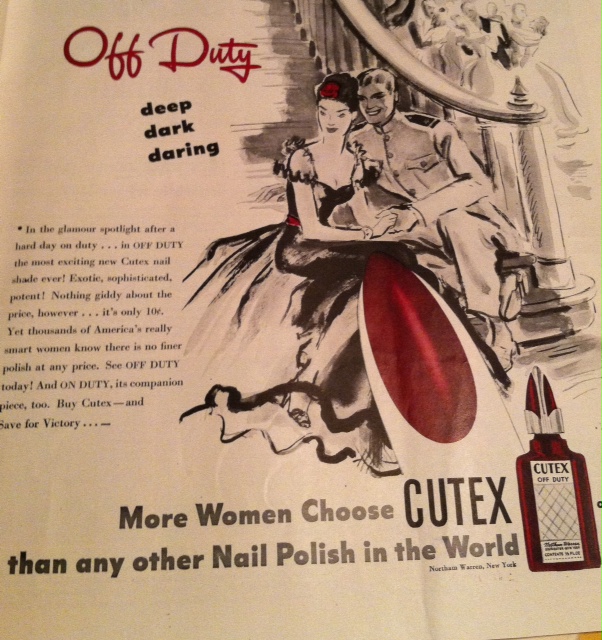 Off Duty
deep
dark
daring
* In the glamour spotlight after a
hard day on duty . . . in OFF DUTY
the most exciting new Cutex nail
shade ever! Exotic, sophisticated,
potent! Nothing giddy about the
price, however . . . it's only 10¢.
Yet thousands of America's really
smart women know there is no finer
polish at any price. See OFF DUTY
today! And ON DUTY, its companion
piece, too. Buy Cutex—and
Save for Victory . . . —
CUTEX
OFF DUTY
Northam Warren
More Women Choose CUTEX
than any other Nail Polish in the World
Northam Warren, New York